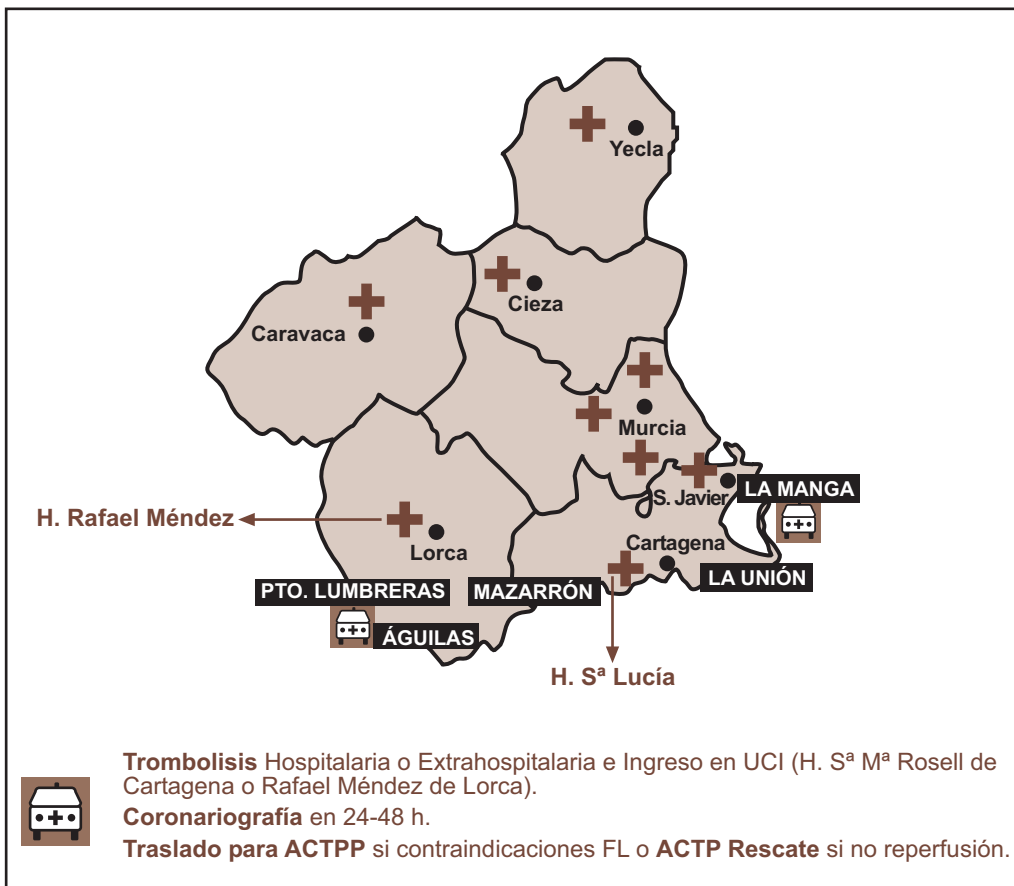 Yecla
Cieza
Caravaca
Murcia
S. Javier
LA MANGA
H. Rafael Méndez
Lorca
Cartagena
LA UNIÓN
PTO. LUMBRERAS
MAZARRÓN
ÁGUILAS
H. Sª Lucía
Trombolisis Hospitalaria o Extrahospitalaria e Ingreso en UCI (H. Sª Mª Rosell de
Cartagena o Rafael Méndez de Lorca).
Coronariografía en 24-48 h.
Traslado para ACTPP si contraindicaciones FL o ACTP Rescate si no reperfusión.